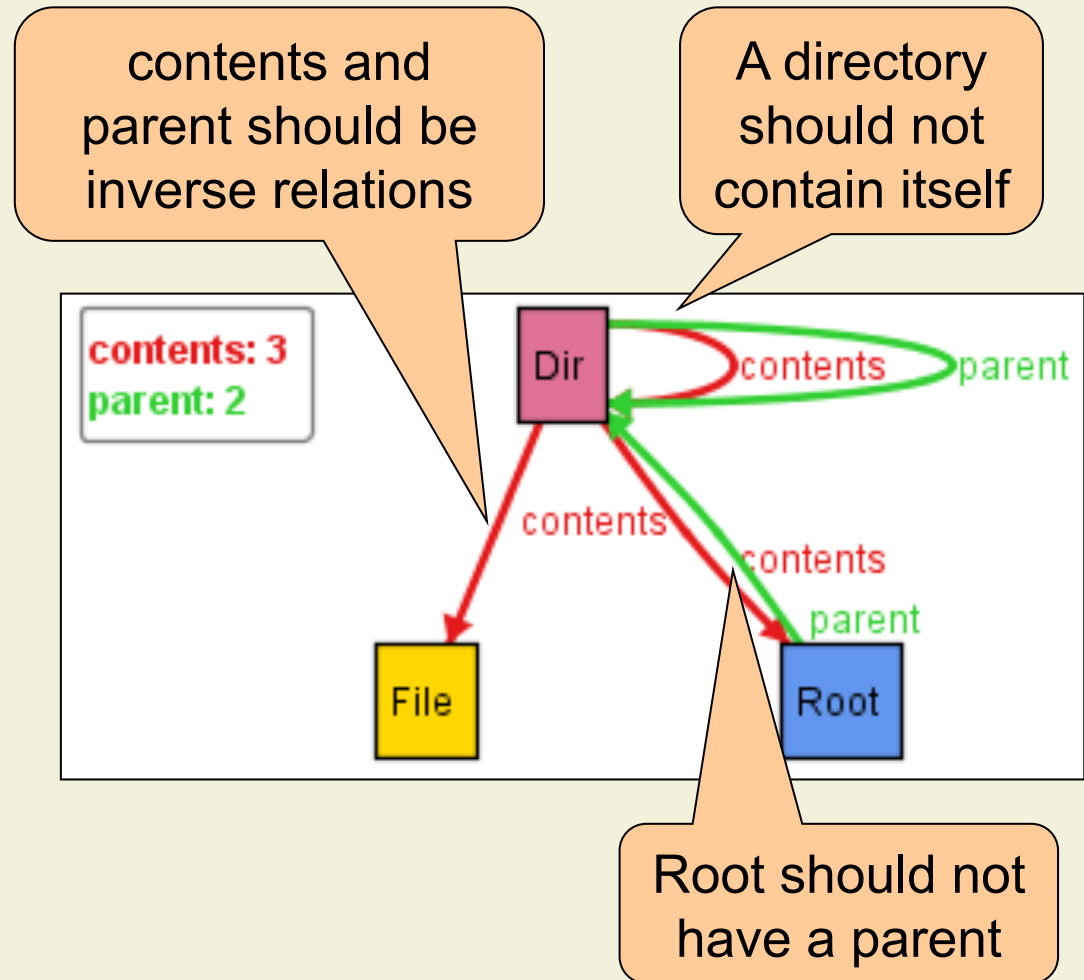 contents and
parent should be
inverse relations
A directory
should not
contain itself
contents: 3
parent: 2
Dir
contents
parent
contents
contents
parent
File
Root
Root should not
have a parent